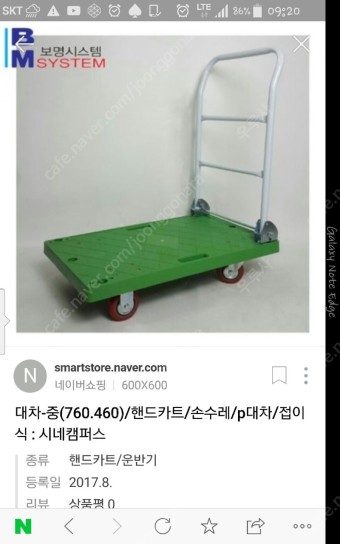 SKT 86% 09:20
LTE
BM 보명시스템
SYSTEM
cafe.naver.com/joonggonara
Galaxy Note Edge
N smartstore.naver.com
네이버쇼핑 | 600X600
대차-중(760.460)/핸드카트/손수레/p대차/접이
식 : 시네캠퍼스
종류 핸드카트/운반기
등록일 2017.8.
리뷰 상품평 0
N